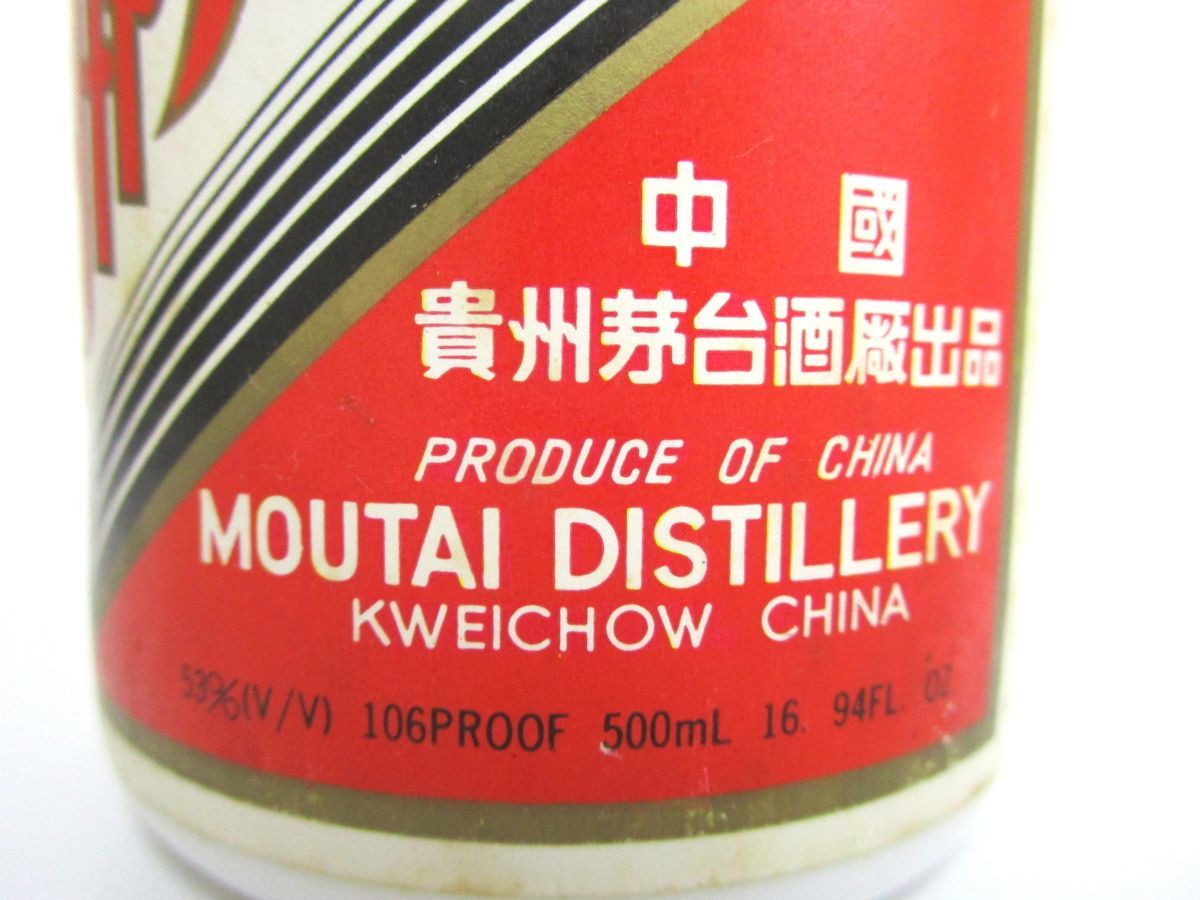 中國
貴州茅台酒廠出品
PRODUCE OF CHINA
MOUTAI DISTILLERY
KWEICHOW CHINA
53%(V/V) 106PROOF 500mL 16. 94FL. OZ